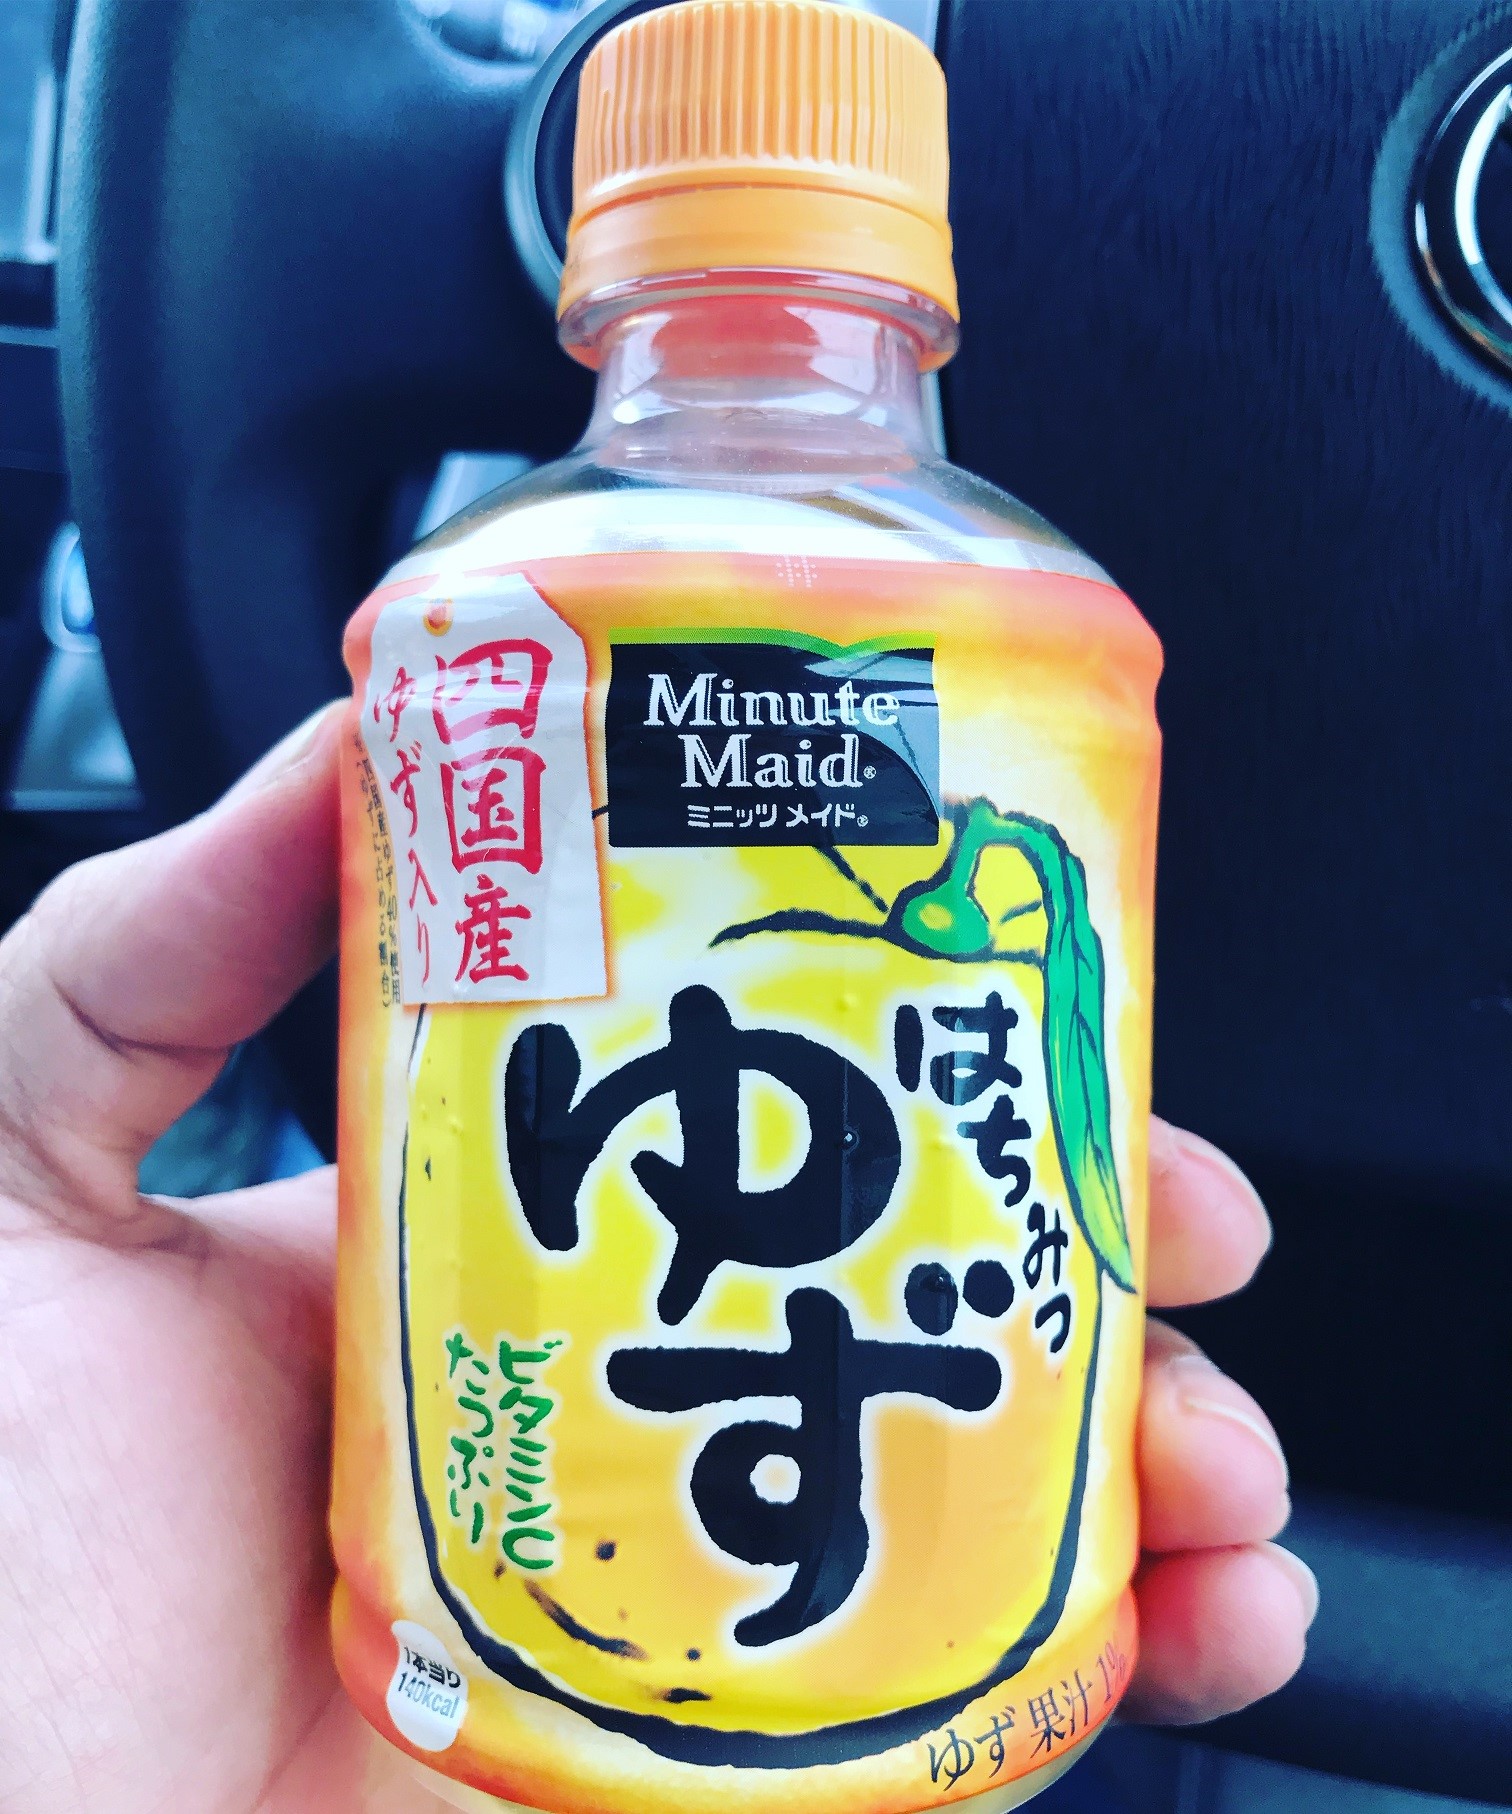 Minute
Maid®
ミニッツ メイド®
四国産
ゆず入り
はちみつ
ゆず
ビタミンC
たっぷり
1本当り
140kcal
ゆず果汁1%